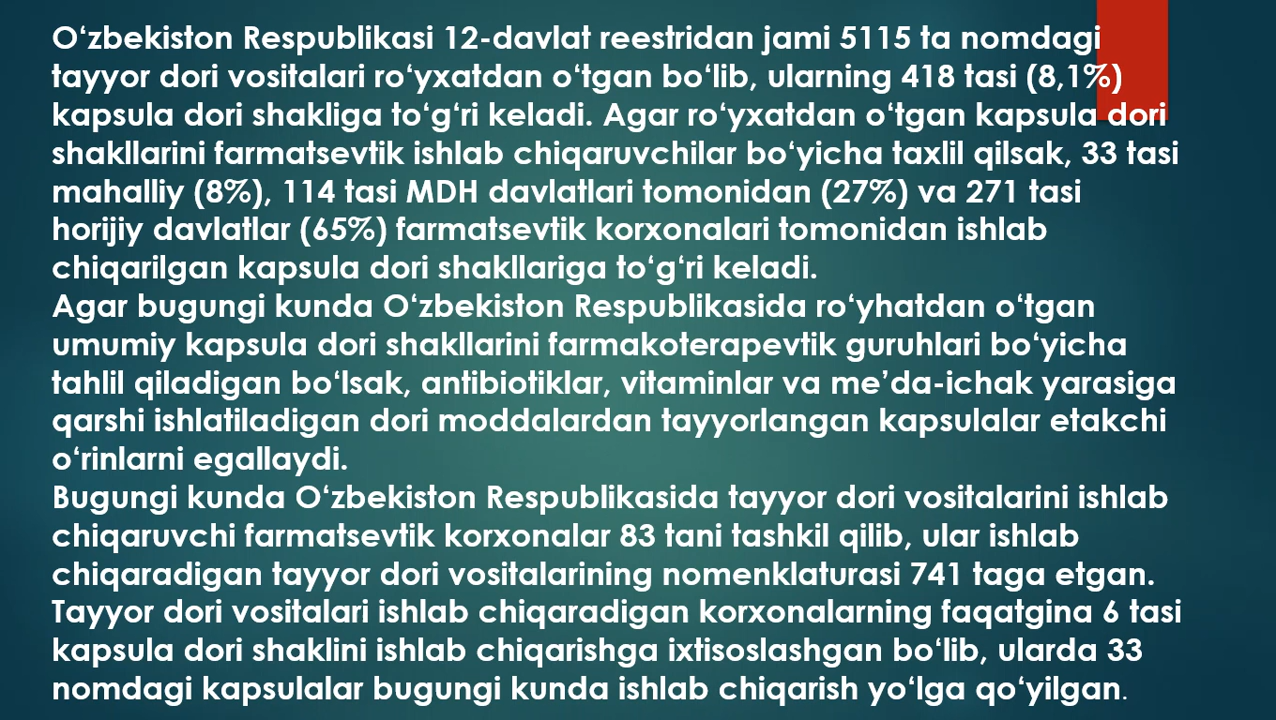 O‘zbekiston Respublikasi 12-davlat reestridan jami 5115 ta nomdagi
tayyor dori vositalari ro‘yxatdan o‘tgan bo‘lib, ularning 418 tasi (8,1%)
kapsula dori shakliga to‘g‘ri keladi. Agar ro‘yxatdan o‘tgan kapsula dori
shakllarini farmatsevtik ishlab chiqaruvchilar bo‘yicha taxlil qilsak, 33 tasi
mahalliy (8%), 114 tasi MDH davlatlari tomonidan (27%) va 271 tasi
horijiy davlatlar (65%) farmatsevtik korxonalari tomonidan ishlab
chiqarilgan kapsula dori shakllariga to‘g‘ri keladi.
Agar bugungi kunda O‘zbekiston Respublikasida ro‘yhatdan o‘tgan
umumiy kapsula dori shakllarini farmakoterapevtik guruhlari bo‘yicha
tahlil qiladigan bo‘lsak, antibiotiklar, vitaminlar va me’da-ichak yarasiga
qarshi ishlatiladigan dori moddalardan tayyorlangan kapsulalar etakchi
o‘rinlarni egallaydi.
Bugungi kunda O‘zbekiston Respublikasida tayyor dori vositalarini ishlab
chiqaruvchi farmatsevtik korxonalar 83 tani tashkil qilib, ular ishlab
chiqaradigan tayyor dori vositalarining nomenklaturasi 741 taga etgan.
Tayyor dori vositalari ishlab chiqaradigan korxonalarning faqatgina 6 tasi
kapsula dori shaklini ishlab chiqarishga ixtisoslashgan bo‘lib, ularda 33
nomdagi kapsulalar bugungi kunda ishlab chiqarish yo‘lga qo‘yilgan.